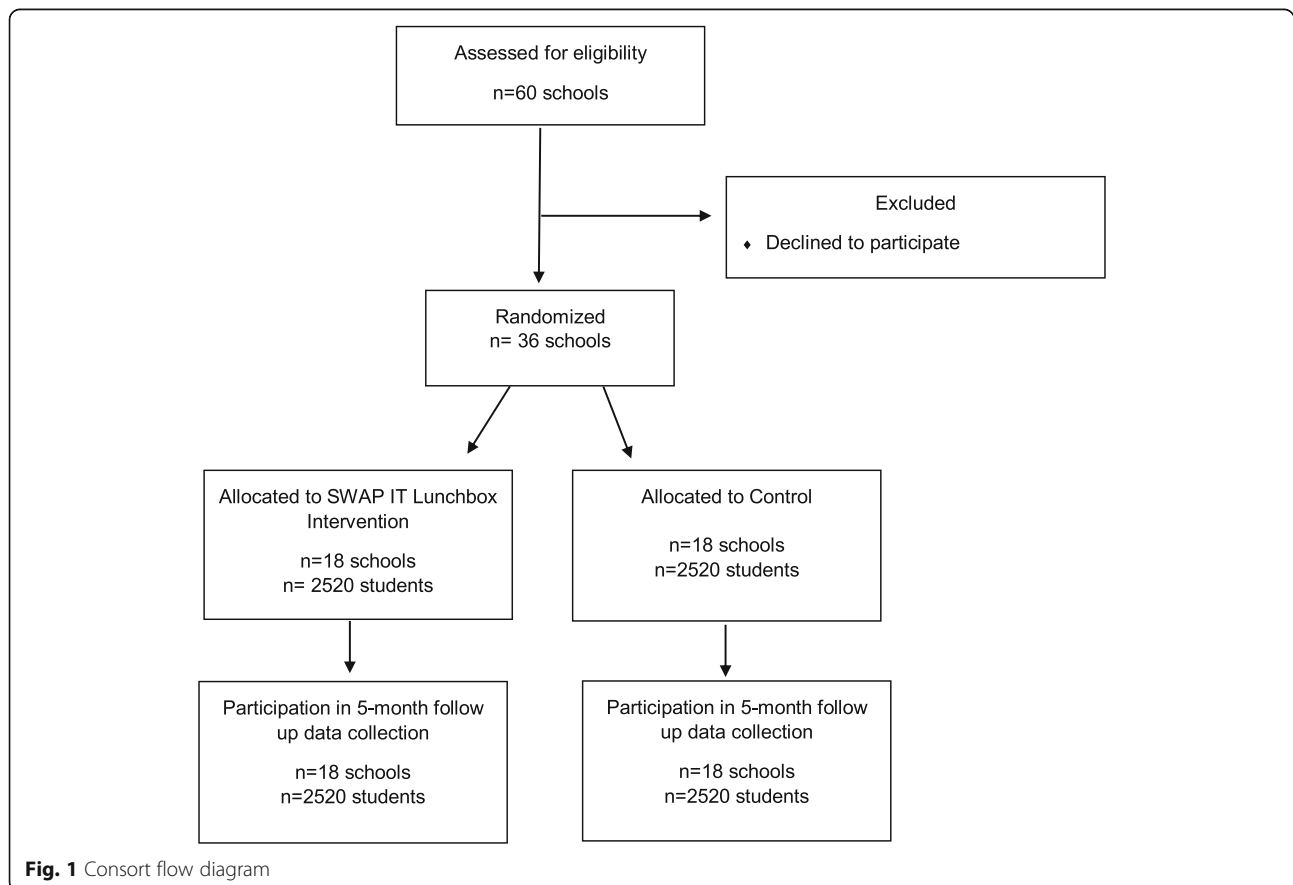 Assessed for eligibility
n=60 schools
Excluded
♦ Declined to participate
Randomized
n= 36 schools
Allocated to SWAP IT Lunchbox
Intervention
n=18 schools
n= 2520 students
Allocated to Control
n=18 schools
n=2520 students
Participation in 5-month follow
up data collection
n=18 schools
n=2520 students
Participation in 5-month follow
up data collection
n=18 schools
n=2520 students
Fig. 1 Consort flow diagram